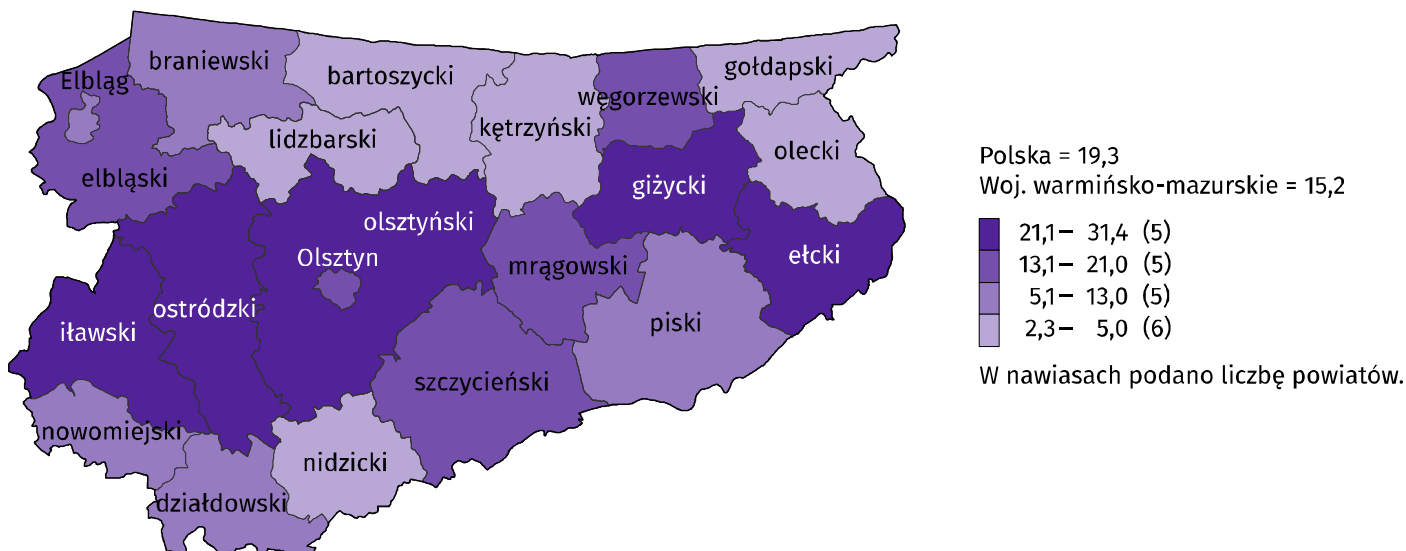 braniewski
bartoszycki
gołdapski
Elbląg
węgorzewski
kętrzyński
lidzbarski
olecki
elbląski
giżycki
olsztyński
Olsztyn
mrągowski
ełcki
ostródzki
iławski
piski
szczycieński
nowomiejski
nidzicki
działdowski
Polska = 19,3
Woj. warmińsko-mazurskie = 15,2
21,1– 31,4 (5)
13,1– 21,0 (5)
5,1– 13,0 (5)
2,3– 5,0 (6)
W nawiasach podano liczbę powiatów.